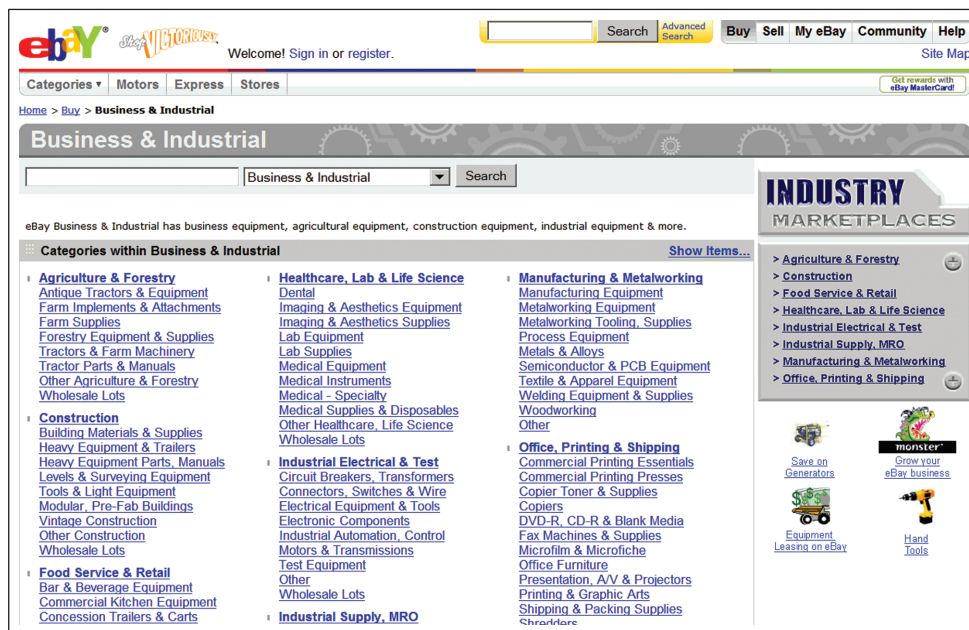 ebaY® Shop VICTORIOUSLY
Welcome! Sign in or register.
Search Advanced Search
Buy Sell My eBay Community Help
Site Map
Categories ▾ Motors Express Stores
Get rewards with eBay MasterCard!
Home > Buy > Business & Industrial
Business & Industrial
Business & Industrial Search
eBay Business & Industrial has business equipment, agricultural equipment, construction equipment, industrial equipment & more.
Categories within Business & Industrial Show Items...
Agriculture & Forestry
Antique Tractors & Equipment
Farm Implements & Attachments
Farm Supplies
Forestry Equipment & Supplies
Tractors & Farm Machinery
Tractor Parts & Manuals
Other Agriculture & Forestry
Wholesale Lots
Construction
Building Materials & Supplies
Heavy Equipment & Trailers
Heavy Equipment Parts, Manuals
Levels & Surveying Equipment
Tools & Light Equipment
Modular, Pre-Fab Buildings
Vintage Construction
Other Construction
Wholesale Lots
Food Service & Retail
Bar & Beverage Equipment
Commercial Kitchen Equipment
Concession Trailers & Carts
Healthcare, Lab & Life Science
Dental
Imaging & Aesthetics Equipment
Imaging & Aesthetics Supplies
Lab Equipment
Lab Supplies
Medical Equipment
Medical Instruments
Medical - Specialty
Medical Supplies & Disposables
Other Healthcare, Life Science
Wholesale Lots
Industrial Electrical & Test
Circuit Breakers, Transformers
Connectors, Switches & Wire
Electrical Equipment & Tools
Electronic Components
Industrial Automation, Control
Motors & Transmissions
Test Equipment
Other
Wholesale Lots
Industrial Supply, MRO
Manufacturing & Metalworking
Manufacturing Equipment
Metalworking Equipment
Metalworking Tooling, Supplies
Process Equipment
Metals & Alloys
Semiconductor & PCB Equipment
Textile & Apparel Equipment
Welding Equipment & Supplies
Woodworking
Other
Office, Printing & Shipping
Commercial Printing Essentials
Commercial Printing Presses
Copier Toner & Supplies
Copiers
DVD-R, CD-R & Blank Media
Fax Machines & Supplies
Microfilm & Microfiche
Office Furniture
Presentation, A/V & Projectors
Printing & Graphic Arts
Shipping & Packing Supplies
Shredders
INDUSTRY
MARKETPLACES
> Agriculture & Forestry
> Construction
> Food Service & Retail
> Healthcare, Lab & Life Science
> Industrial Electrical & Test
> Industrial Supply, MRO
> Manufacturing & Metalworking
> Office, Printing & Shipping
Save on
Generators
monster
Grow your
eBay business
$$$
Equipment
Leasing on eBay
Hand
Tools